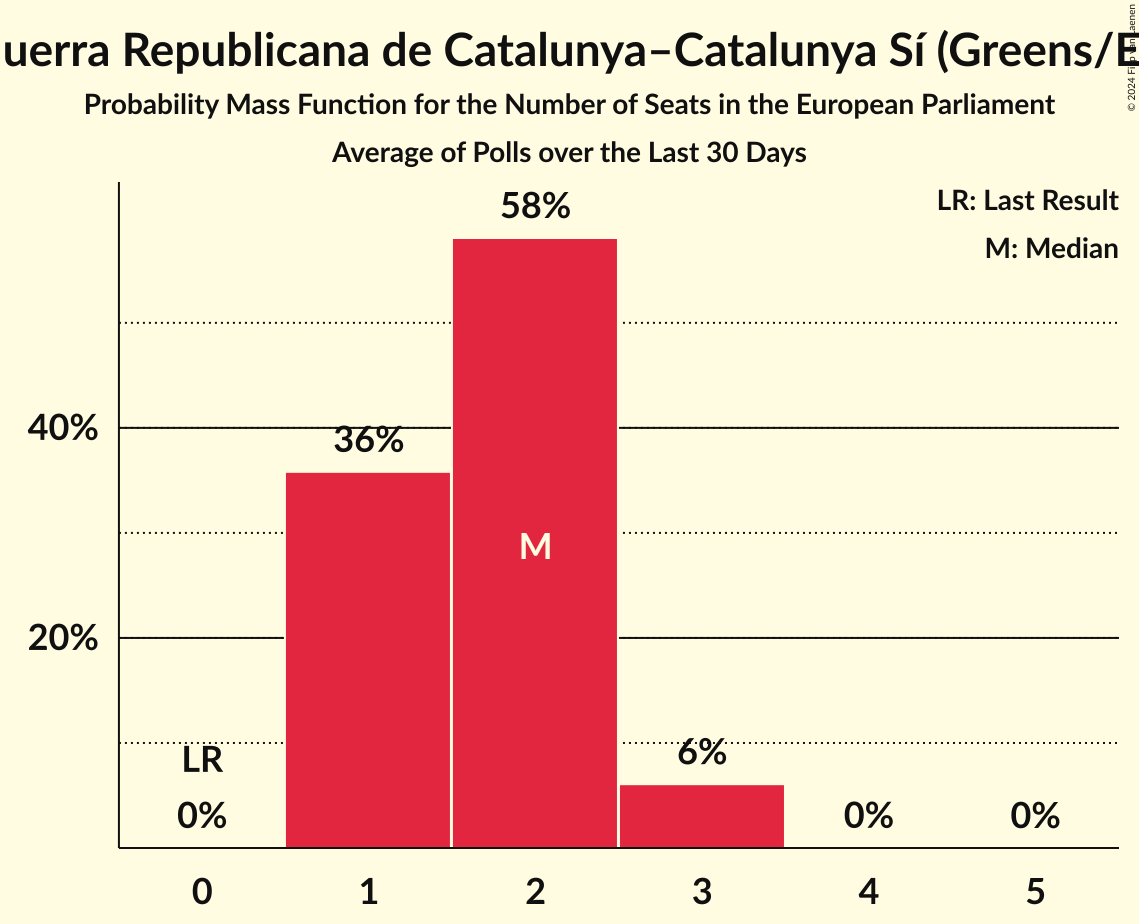 uerra Republicana de Catalunya–Catalunya Sí (Greens/E
Probability Mass Function for the Number of Seats in the European Parliament
Average of Polls over the Last 30 Days
LR: Last Result
M: Median
58%
40%
36%
M
20%
LR
6%
0%
0%
0%
0 1 2 3 4 5